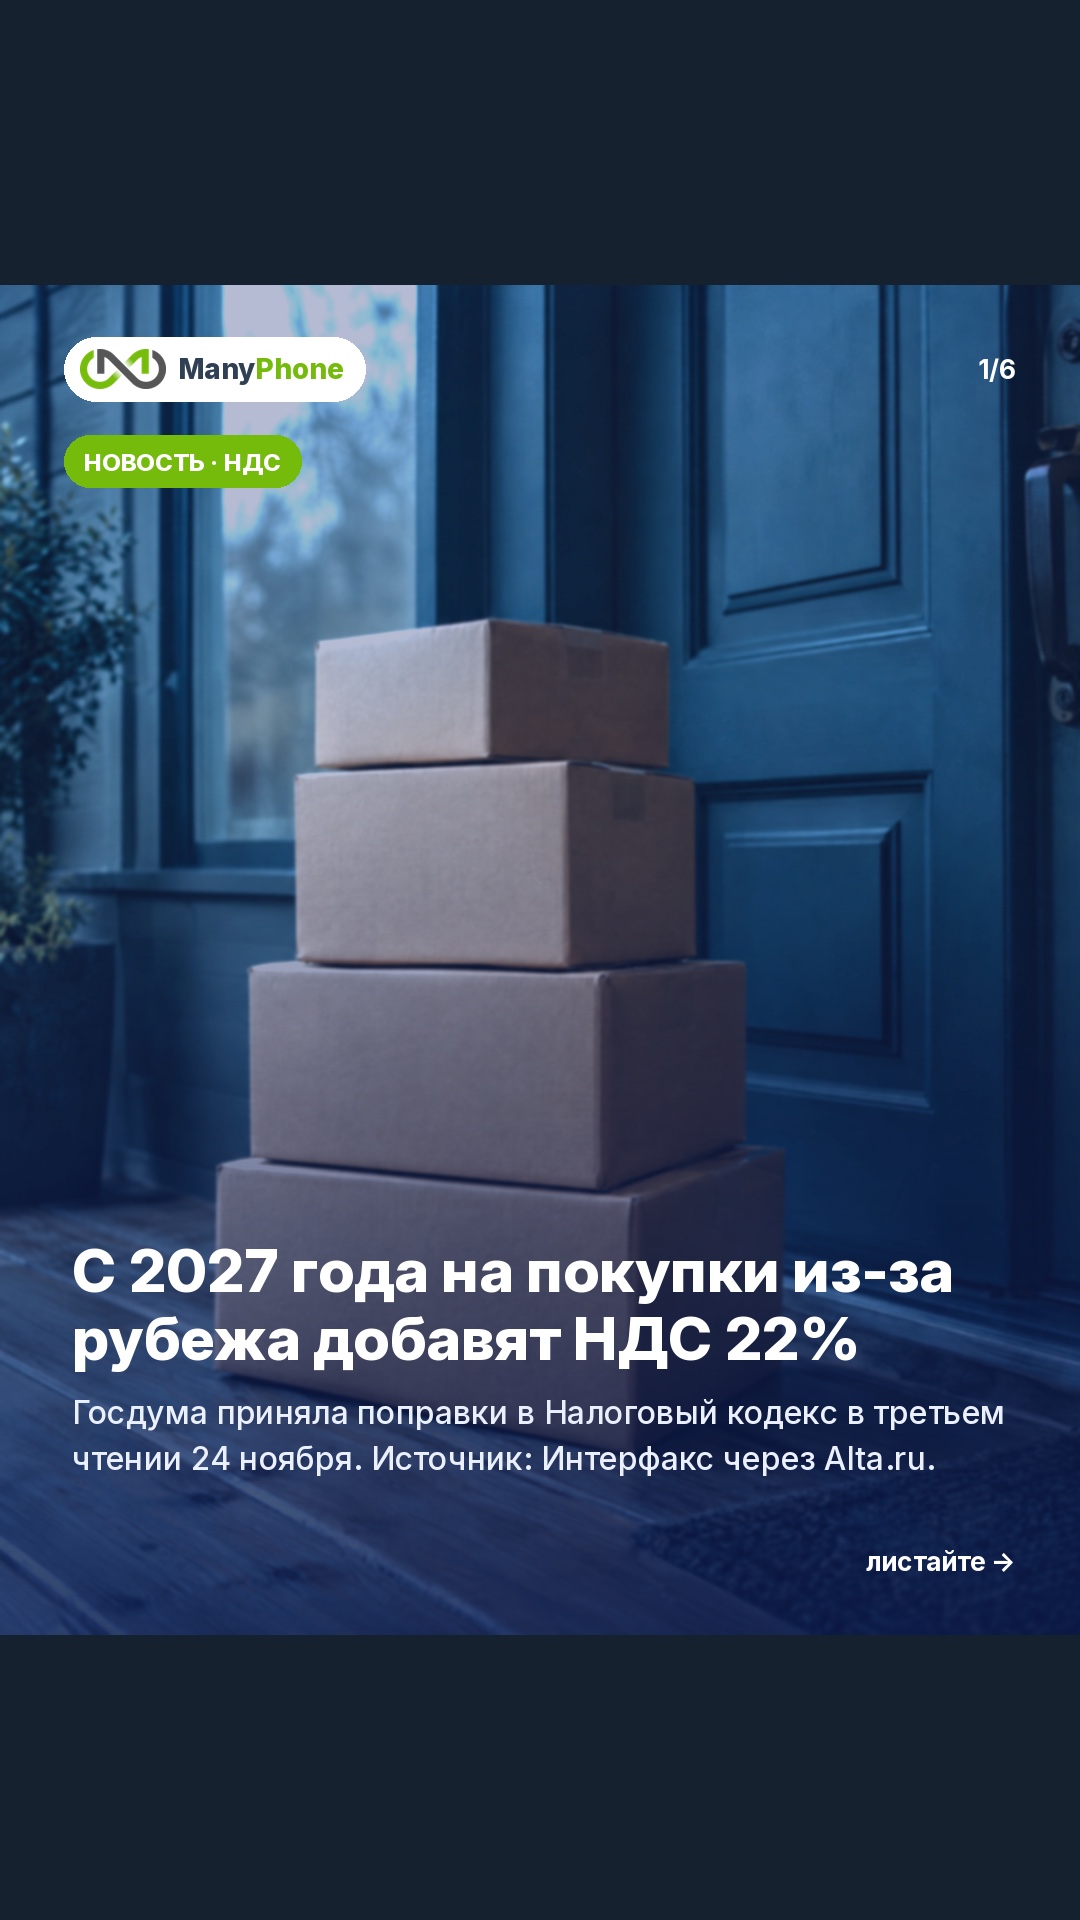 ManyPhone
1/6
НОВОСТЬ · НДС
С 2027 года на покупки из-за
рубежа добавят НДС 22%
Госдума приняла поправки в Налоговый кодекс в третьем
чтении 24 ноября. Источник: Интерфакс через Alta.ru.
листайте →